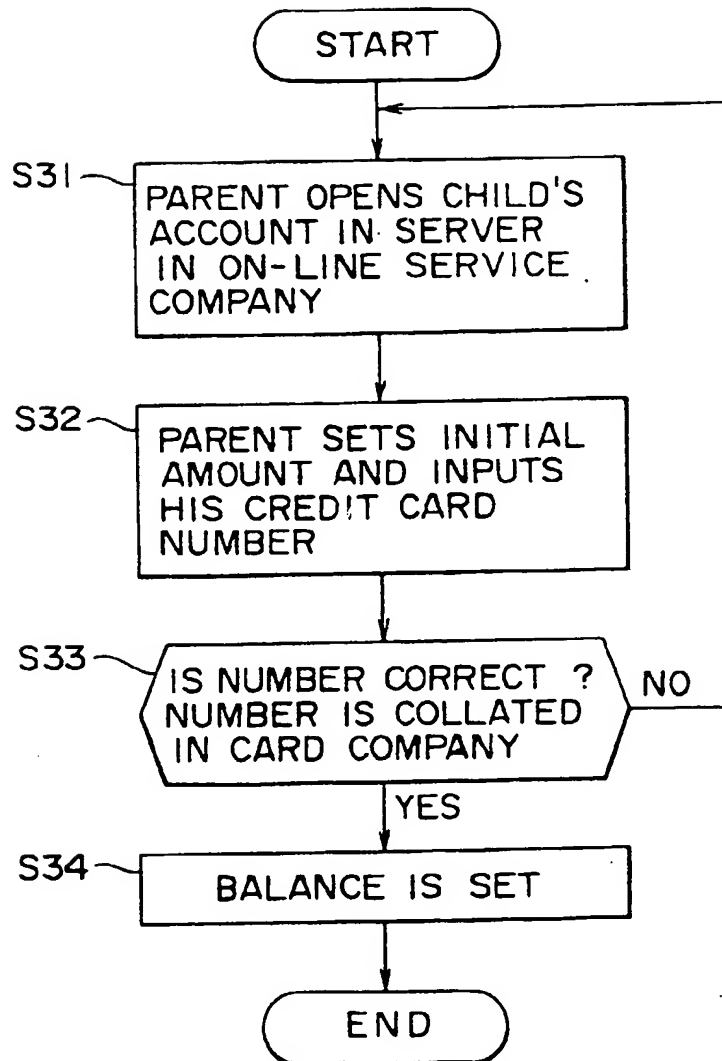 START
S31
PARENT OPENS CHILD'S
ACCOUNT IN SERVER
IN ON-LINE SERVICE
COMPANY
S32
PARENT SETS INITIAL
AMOUNT AND INPUTS
HIS CREDIT CARD
NUMBER
S33
IS NUMBER CORRECT ?
NUMBER IS COLLATED
IN CARD COMPANY
NO
YES
S34
BALANCE IS SET
END